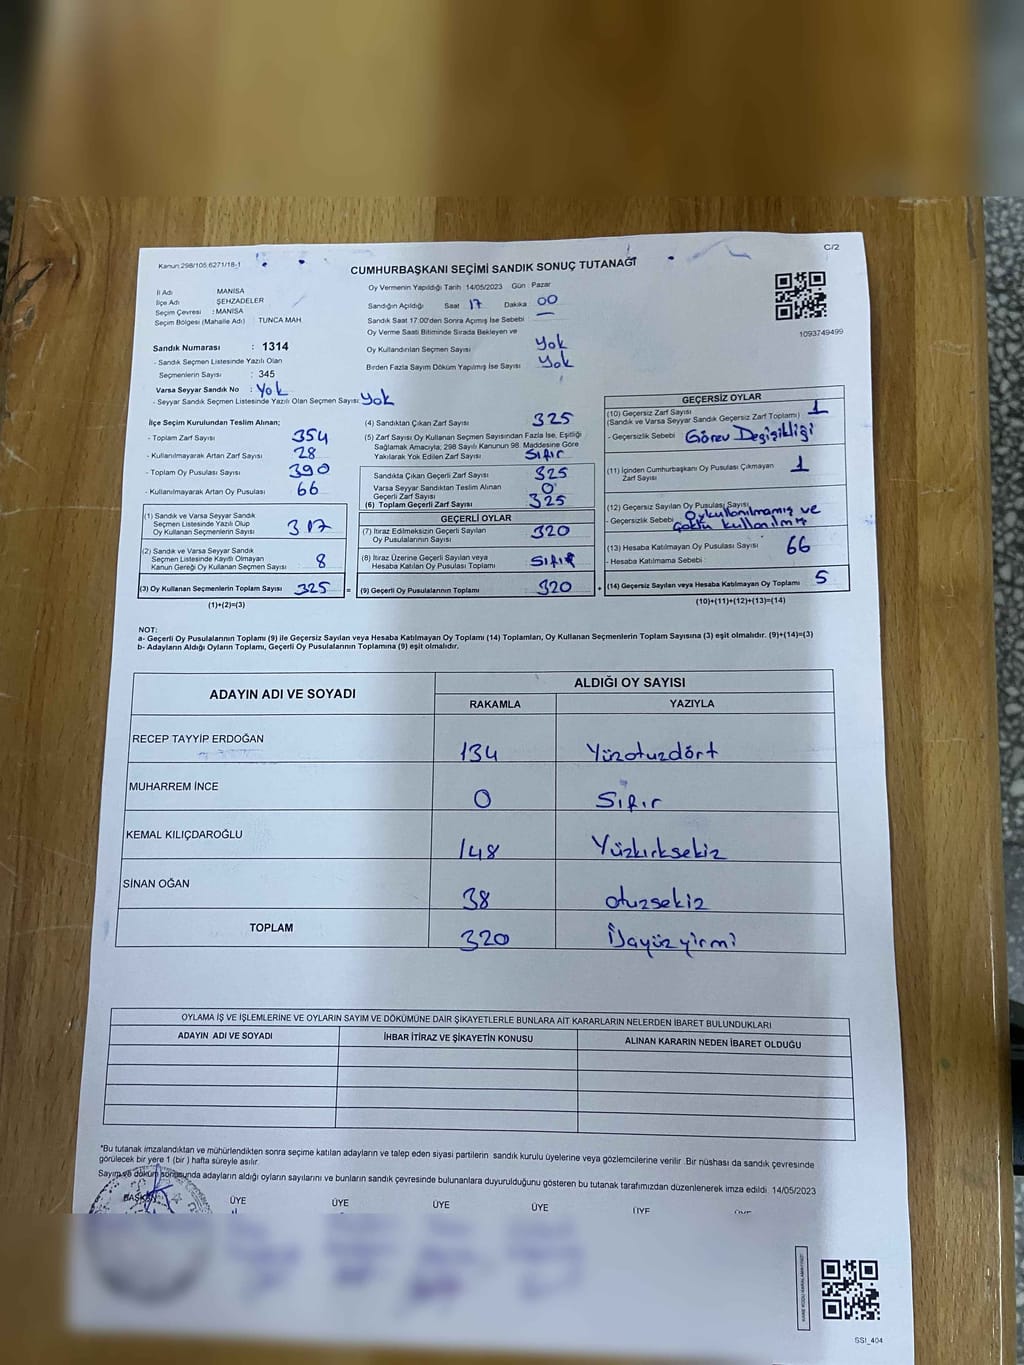 C/2
Kanun:298/105.6271/18-1
CUMHURBAŞKANI SEÇİMİ SANDIK SONUÇ TUTANAĞI
İl Adı : MANİSA
İlçe Adı ŞEHZADELER
Seçim Çevresi : MANİSA
Seçim Bölgesi (Mahalle Adı) : TUNCA MAH.
Sandık Numarası : 1314
- Sandık Seçmen Listesinde Yazılı Olan
Seçmenlerin Sayısı : 345
Varsa Seyyar Sandık No : Yok
- Seyyar Sandık Seçmen Listesinde Yazılı Olan Seçmen Sayısı: Yok
Oy Vermenin Yapıldığı Tarih 14/05/2023 Gün Pazar
Sandığın Açıldığı Saat 17 Dakika 00
Sandık Saat 17:00'den Sonra Açımış İse Sebebi —
Oy Verme Saati Bitiminde Sırada Bekleyen ve
Oy Kullandırılan Seçmen Sayısı Yok
Birden Fazla Sayım Döküm Yapılmış İse Sayısı Yok
1093749499
İlçe Seçim Kurulundan Teslim Alınan;
- Toplam Zarf Sayısı 354
- Kullanılmayarak Artan Zarf Sayısı 28
- Toplam Oy Pusulası Sayısı 390
- Kullanılmayarak Artan Oy Pusulası 66
(1) Sandık ve Varsa Seyyar Sandık
Seçmen Listesinde Yazılı Olup
Oy Kullanan Seçmenlerin Sayısı 317
(2) Sandık ve Varsa Seyyar Sandık
Seçmen Listesinde Kayıtlı Olmayan
Kanun Gereği Oy Kullanan Seçmen Sayısı 8
(3) Oy Kullanan Seçmenlerin Toplam Sayısı 325 =
(1)+(2)=(3)
(4) Sandıktan Çıkan Zarf Sayısı 325
(5) Zarf Sayısı Oy Kullanan Seçmen Sayısından Fazla İse, Eşitliği
Sağlamak Amacıyla; 298 Sayılı Kanunun 98. Maddesine Göre
Yakılarak Yok Edilen Zarf Sayısı Sıfır
Sandıkta Çıkan Geçerli Zarf Sayısı 325
Varsa Seyyar Sandıktan Teslim Alınan
Geçerli Zarf Sayısı 0
(6) Toplam Geçerli Zarf Sayısı 325
GEÇERLİ OYLAR
(7) İtiraz Edilmeksizin Geçerli Sayılan
Oy Pusulasının Sayısı 320
(8) İtiraz Üzerine Geçerli Sayılan veya
Hesaba Katılan Oy Pusulası Toplamı Sıfır
(9) Geçerli Oy Pusulalarının Toplamı 320 +
GEÇERSİZ OYLAR
(10) Geçersiz Zarf Sayısı
(Sandık ve Varsa Seyyar Sandık Geçersiz Zarf Toplamı) 1
- Geçersizlik Sebebi Görev Değişikliği
(11) İçinden Cumhurbaşkanı Oy Pusulası Çıkmayan
Zarf Sayısı 1
(12) Geçersiz Sayılan Oy Pusulası Sayısı
- Geçersizlik Sebebi Oykullanılmamış ve
Çoklu kullanılmış
(13) Hesaba Katılmayan Oy Pusulası Sayısı 66
- Hesaba Katılmama Sebebi :
(14) Geçersiz Sayılan veya Hesaba Katılmayan Oy Toplamı 5
(10)+(11)+(12)+(13)=(14)
NOT:
a- Geçerli Oy Pusulalarının Toplamı (9) ile Geçersiz Sayılan veya Hesaba Katılmayan Oy Toplamı (14) Toplamları, Oy Kullanan Seçmenlerin Toplam Sayısına (3) eşit olmalıdır. (9)+(14)=(3)
b- Adayların Aldığı Oyların Toplamı, Geçerli Oy Pusulalarının Toplamına (9) eşit olmalıdır.
ADAYIN ADI VE SOYADI
ALDIĞI OY SAYISI
RAKAMLA YAZIYLA
RECEP TAYYİP ERDOĞAN 134 Yüzotuzdört
MUHARREM İNCE 0 Sıfır
KEMAL KILIÇDAROĞLU 148 Yüzkırksekiz
SİNAN OĞAN 38 otuzsekiz
TOPLAM 320 Üçyüzyirmi
OYLAMA İŞ VE İŞLEMLERİNE VE OYLARIN SAYIM VE DÖKÜMÜNE DAİR ŞİKAYETLERLE BUNLARA AİT KARARLARIN NELERDEN İBARET BULUNDUKLARI
ADAYIN ADI VE SOYADI İHBAR İTİRAZ VE ŞİKAYETİN KONUSU ALINAN KARARIN NEDEN İBARET OLDUĞU
*Bu tutanak imzalandıktan ve mühürlendikten sonra seçime katılan adayların ve talep eden siyasi partilerin sandık kurulu üyelerine veya gözlemcilerine verilir. Bir nüshası da sandık çevresinde
görülecek bir yere 1 (bir ) hafta süreyle asılır.
Sayım ve döküm sonusunda adayların aldığı oyların sayılarını ve bunların sandık çevresinde bulunanlara duyurulduğunu gösteren bu tutanak tarafımızdan düzenlenerek imza edildi. 14/05/2023
BAŞKAN ÜYE ÜYE ÜYE ÜYE ÜYE ÜYE
SSI_404